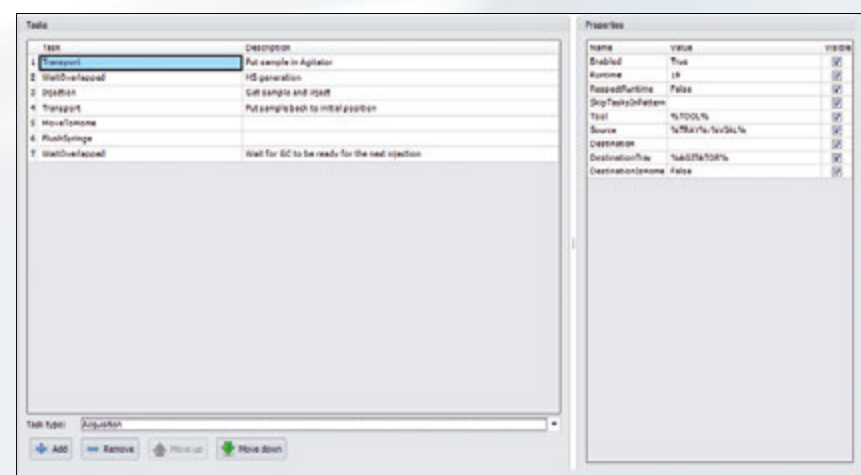 Tasks
Task Description
1 Transport Put sample in Agitator
2 WaitOverlapped HS generation
3 Injection Get sample and inject
4 Transport Put sample back to initial position
5 MoveToHome
6 FlushSyringe
7 WaitOverlapped Wait for GC to be ready for the next injection
Task type: Acquisition
Add Remove Move up Move down
Properties
Name Value Visible
Enabled True
Runtime 19
False
SkipTasksInPattern
Tool %TOOL%
Source
Destination
DestinationTray %AGITATOR%
DestinationIsHome False